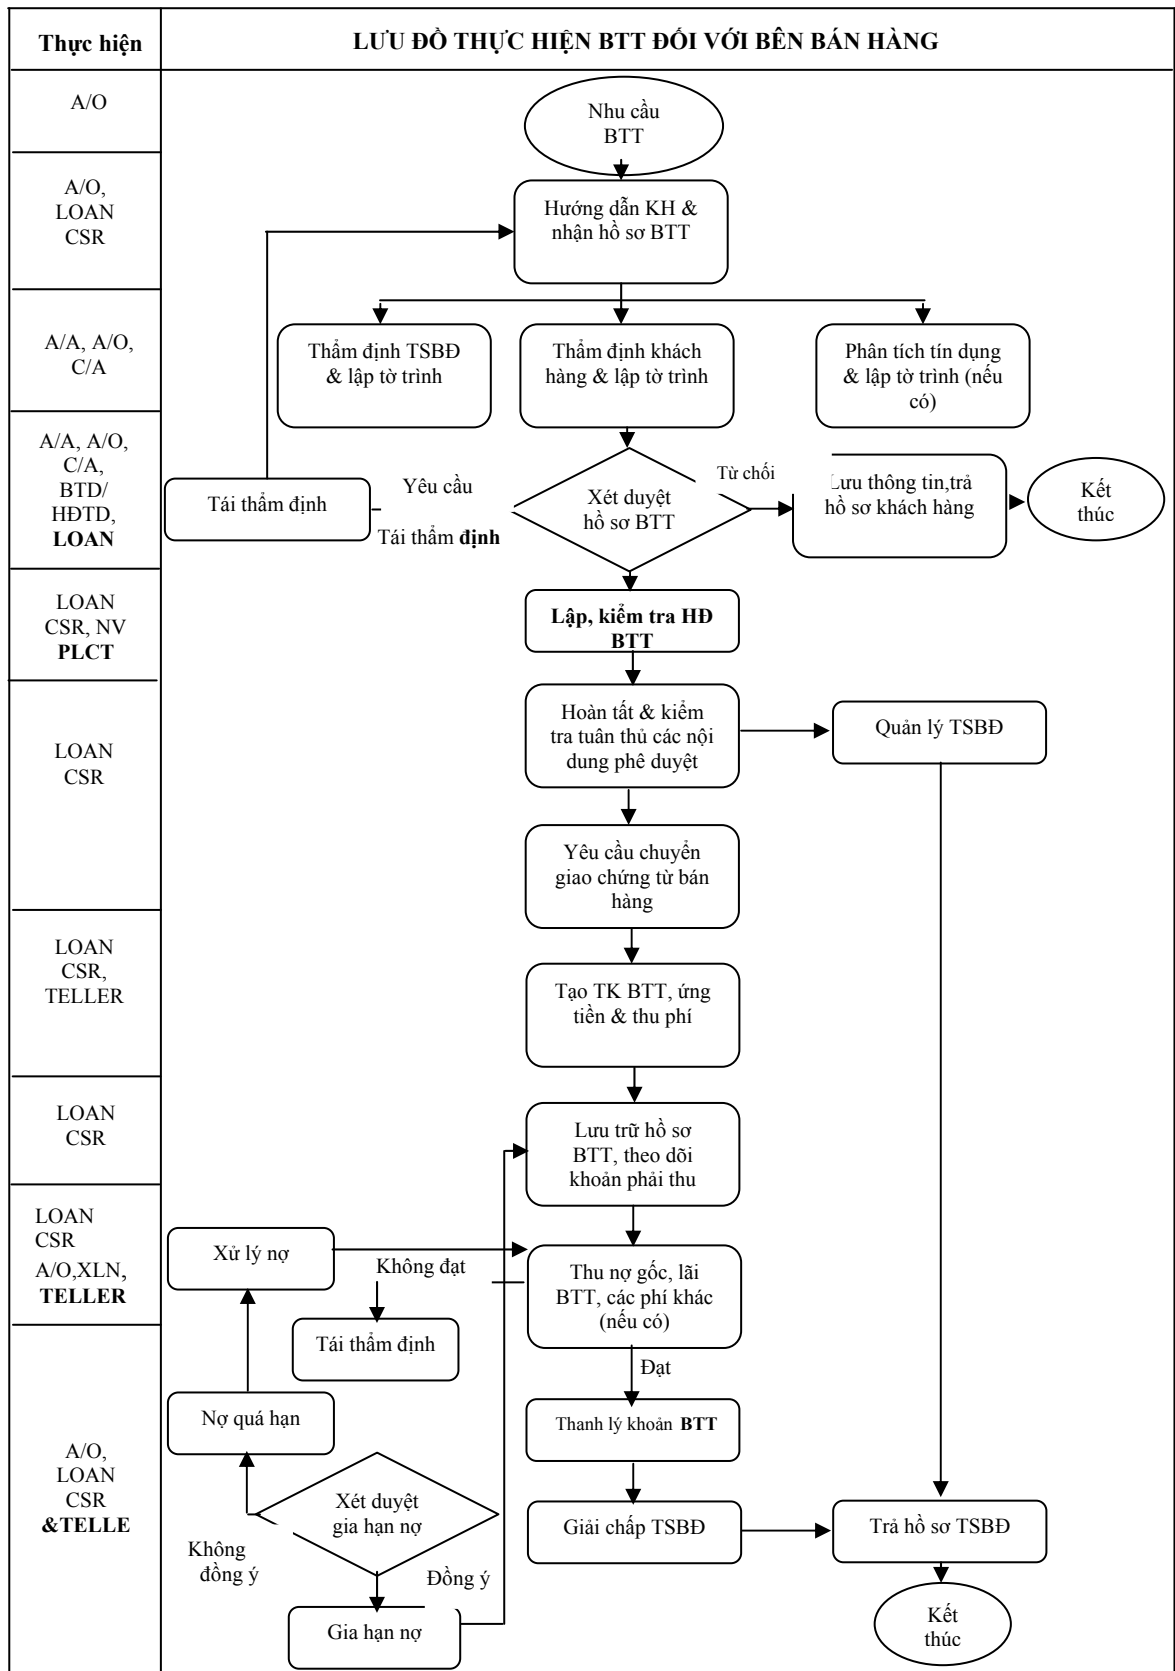 Thực hiện
LƯU ĐỒ THỰC HIỆN BTT ĐỐI VỚI BÊN BÁN HÀNG
A/O
Nhu cầu
BTT
A/O,
LOAN
CSR
Hướng dẫn KH &
nhận hồ sơ BTT
A/A, A/O,
C/A
Thẩm định TSBĐ
& lập tờ trình
Thẩm định khách
hàng & lập tờ trình
Phân tích tín dụng
& lập tờ trình (nếu
có)
A/A, A/O,
C/A,
BTD/
HĐTD,
LOAN
Tái thẩm định
Yêu cầu
Tái thẩm định
Xét duyệt
hồ sơ BTT
Từ chối
Lưu thông tin,trả
hồ sơ khách hàng
Kết
thúc
LOAN
CSR, NV
PLCT
Lập, kiểm tra HĐ
BTT
LOAN
CSR
Hoàn tất & kiểm
tra tuân thủ các nội
dung phê duyệt
Quản lý TSBĐ
Yêu cầu chuyển
giao chứng từ bán
hàng
LOAN
CSR,
TELLER
Tạo TK BTT, ứng
tiền & thu phí
LOAN
CSR
Lưu trữ hồ sơ
BTT, theo dõi
khoản phải thu
LOAN
CSR
A/O,XLN,
TELLER
Xử lý nợ
Không đạt
Thu nợ gốc, lãi
BTT, các phí khác
(nếu có)
Tái thẩm định
Đạt
A/O,
LOAN
CSR
&TELLE
Nợ quá hạn
Thanh lý khoản BTT
Xét duyệt
gia hạn nợ
Giải chấp TSBĐ
Trả hồ sơ TSBĐ
Không
đồng ý
Đồng ý
Gia hạn nợ
Kết
thúc